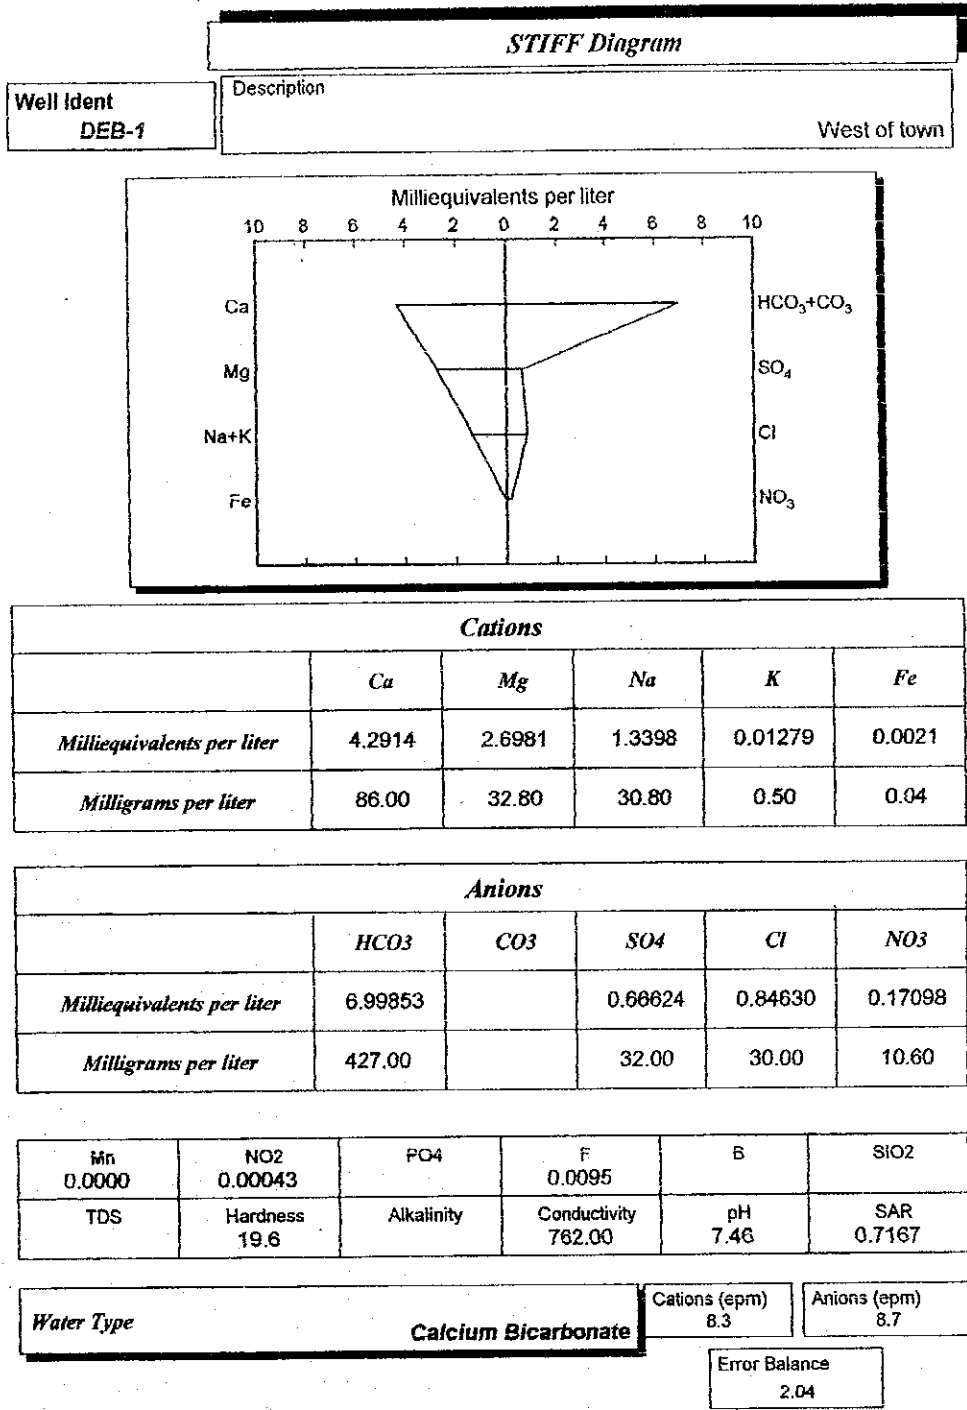 STIFF Diagram
Well Ident
DEB-1
Description
West of town
Milliequivalents per liter
10 8 6 4 2 0 2 4 6 8 10
Ca HCO₃+CO₃
Mg SO₄
Na+K Cl
Fe NO₃
Cations
Ca Mg Na K Fe
Milliequivalents per liter 4.2914 2.6981 1.3398 0.01279 0.0021
Milligrams per liter 86.00 32.80 30.80 0.50 0.04
Anions
HCO3 CO3 SO4 Cl NO3
Milliequivalents per liter 6.99853 0.66624 0.84630 0.17098
Milligrams per liter 427.00 32.00 30.00 10.60
Mn NO2 PO4 F B SIO2
0.0000 0.00043 0.0095
TDS Hardness Alkalinity Conductivity pH SAR
19.6 762.00 7.46 0.7167
Water Type Calcium Bicarbonate
Cations (epm)
8.3
Anions (epm)
8.7
Error Balance
2.04